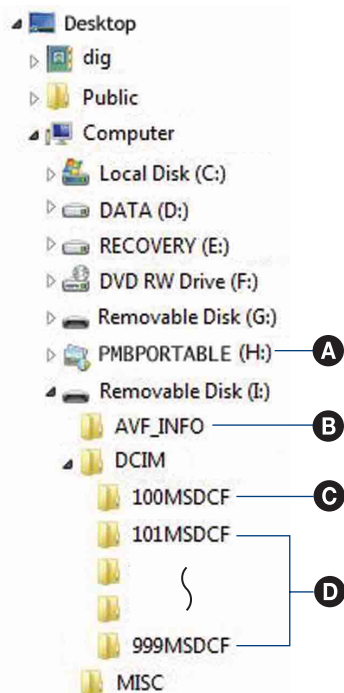 Desktop
dig
Public
Computer
Local Disk (C:)
DATA (D:)
RECOVERY (E:)
DVD RW Drive (F:)
Removable Disk (G:)
PMBPORTABLE (H:) A
Removable Disk (I:)
AVF_INFO B
DCIM
100MSDCF C
101MSDCF
D
999MSDCF
MISC